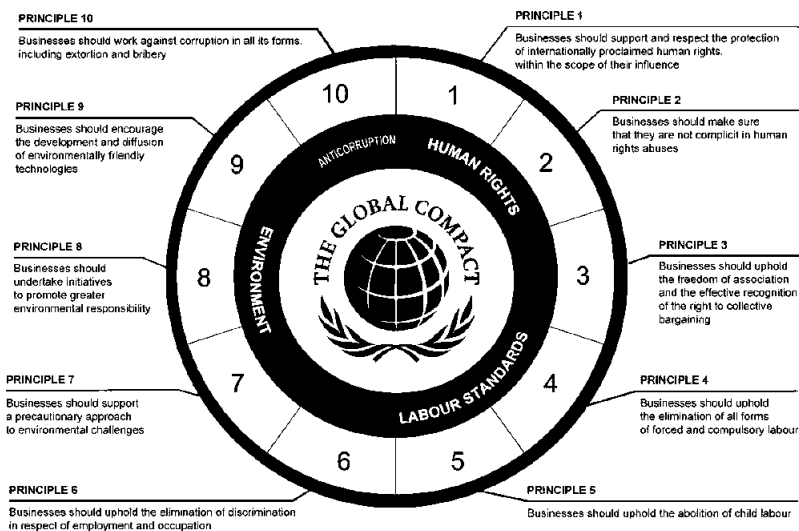 PRINCIPLE 10
Businesses should work against corruption in all its forms,
including extortion and bribery
PRINCIPLE 1
Businesses should support and respect the protection
of internationally proclaimed human rights,
within the scope of their influence
PRINCIPLE 2
Businesses should make sure
that they are not complicit in human
rights abuses
PRINCIPLE 3
Businesses should uphold
the freedom of association
and the effective recognition
of the right to collective
bargaining
PRINCIPLE 4
Businesses should uphold
the elimination of all forms
of forced and compulsory labour
PRINCIPLE 5
Businesses should uphold the abolition of child labour
PRINCIPLE 6
Businesses should uphold the elimination of discrimination
in respect of employment and occupation
PRINCIPLE 7
Businesses should support
a precautionary approach
to environmental challenges
PRINCIPLE 8
Businesses should
undertake initiatives
to promote greater
environmental responsibility
PRINCIPLE 9
Businesses should encourage
the development and diffusion
of environmentally friendly
technologies
1
2
3
4
5
6
7
8
9
10
HUMAN RIGHTS
LABOUR STANDARDS
ENVIRONMENT
ANTICORRUPTION
THE GLOBAL COMPACT